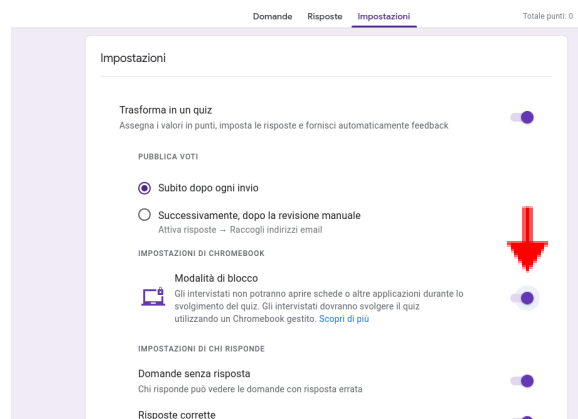 Domande Risposte Impostazioni Totale punti: 0
Impostazioni
Trasforma in un quiz
Assegna i valori in punti, imposta le risposte e fornisci automaticamente feedback
PUBBLICA VOTI
Subito dopo ogni invio
Successivamente, dopo la revisione manuale
Attiva risposte → Raccogli indirizzi email
IMPOSTAZIONI DI CHROMEBOOK
Modalità di blocco
Gli intervistati non potranno aprire schede o altre applicazioni durante lo
svolgimento del quiz. Gli intervistati dovranno svolgere il quiz
utilizzando un Chromebook gestito. Scopri di più
IMPOSTAZIONI DI CHI RISPONDE
Domande senza risposta
Chi risponde può vedere le domande con risposta errata
Risposte corrette